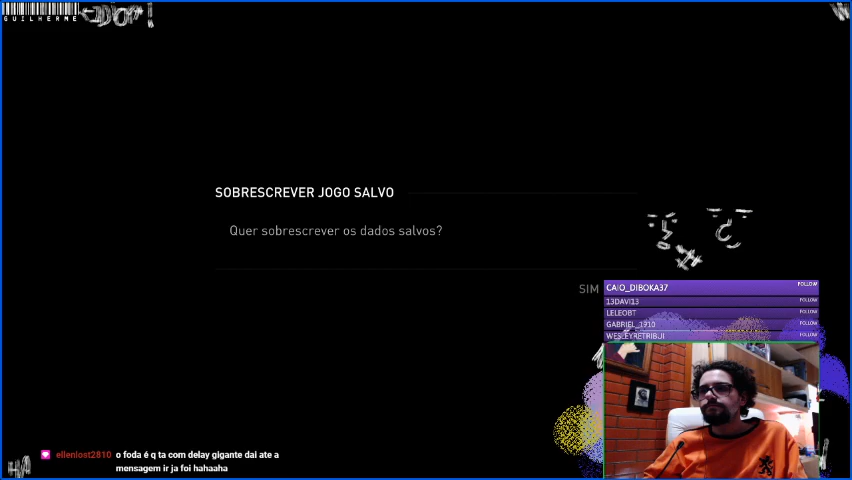 GUILHERME
SOBRESCREVER JOGO SALVO
Quer sobrescrever os dados salvos?
SIM
CAIO_DIBOKA37 FOLLOW
13DAVI13 FOLLOW
LELEOBT FOLLOW
GABRIEL_1910 FOLLOW
WESLEYRETRIBJI FOLLOW
ellenlost2810 o foda é q ta com delay gigante dai ate a
mensagem ir ja foi hahaaha